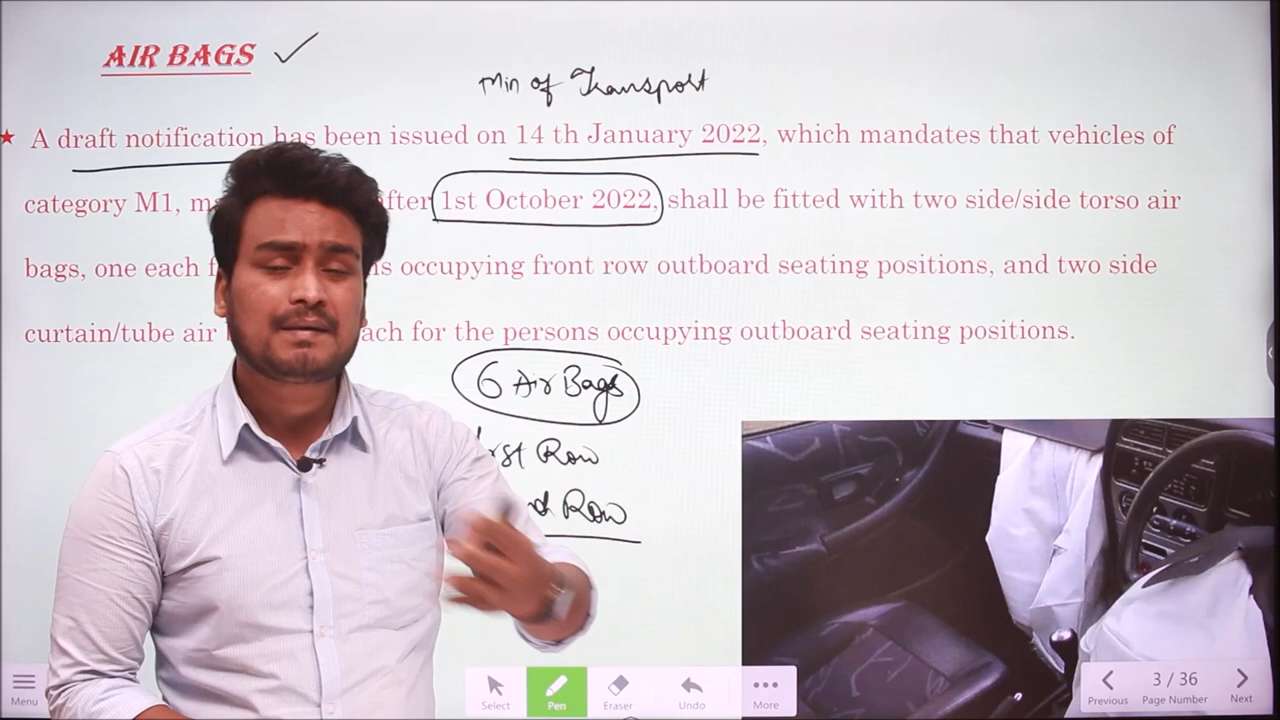 AIR BAGS
Min of Transport
A draft notification has been issued on 14 th January 2022, which mandates that vehicles of
category M1, after 1st October 2022, shall be fitted with two side/side torso air
bags, one each occupying front row outboard seating positions, and two side
curtain/tube air each for the persons occupying outboard seating positions.
6 Air Bags
Row
Row
Menu
Select
Pen
Eraser
Undo
More
Previous
3 / 36
Page Number
Next